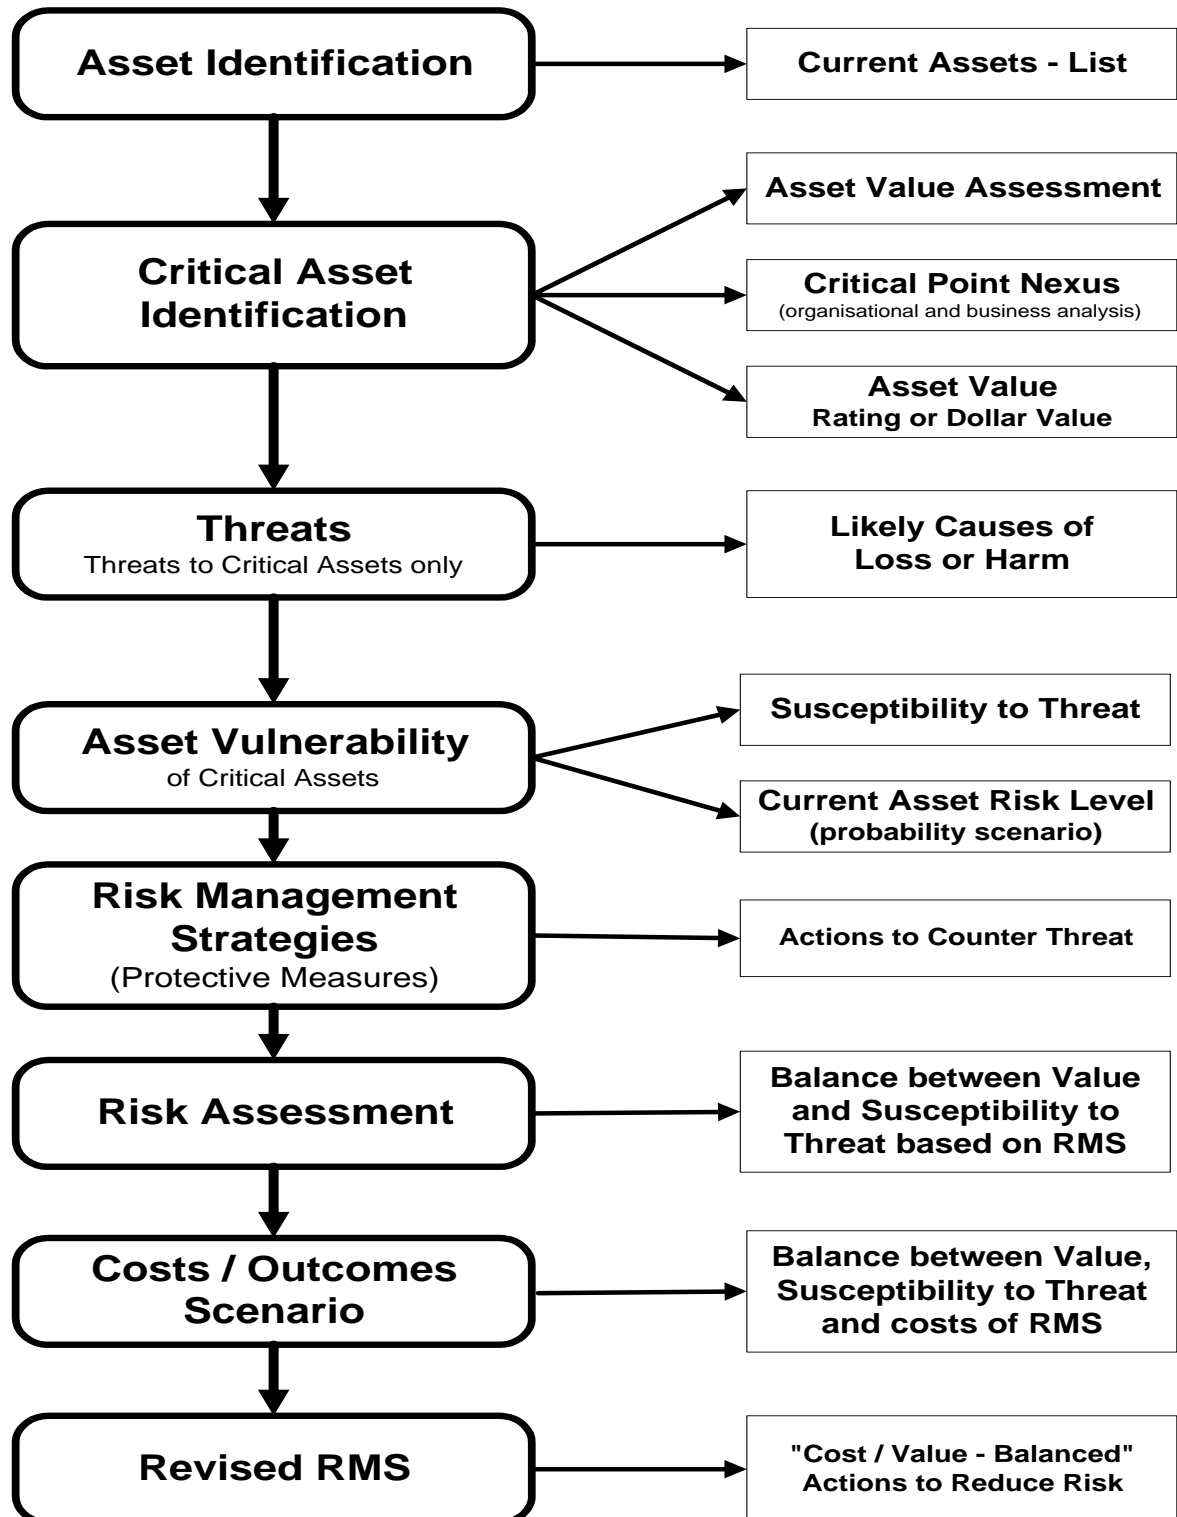 Asset Identification
Current Assets - List
Critical Asset
Identification
Asset Value Assessment
Critical Point Nexus
(organisational and business analysis)
Asset Value
Rating or Dollar Value
Threats
Threats to Critical Assets only
Likely Causes of
Loss or Harm
Asset Vulnerability
of Critical Assets
Susceptibility to Threat
Current Asset Risk Level
(probability scenario)
Risk Management
Strategies
(Protective Measures)
Actions to Counter Threat
Risk Assessment
Balance between Value
and Susceptibility to
Threat based on RMS
Costs / Outcomes
Scenario
Balance between Value,
Susceptibility to Threat
and costs of RMS
Revised RMS
"Cost / Value - Balanced"
Actions to Reduce Risk